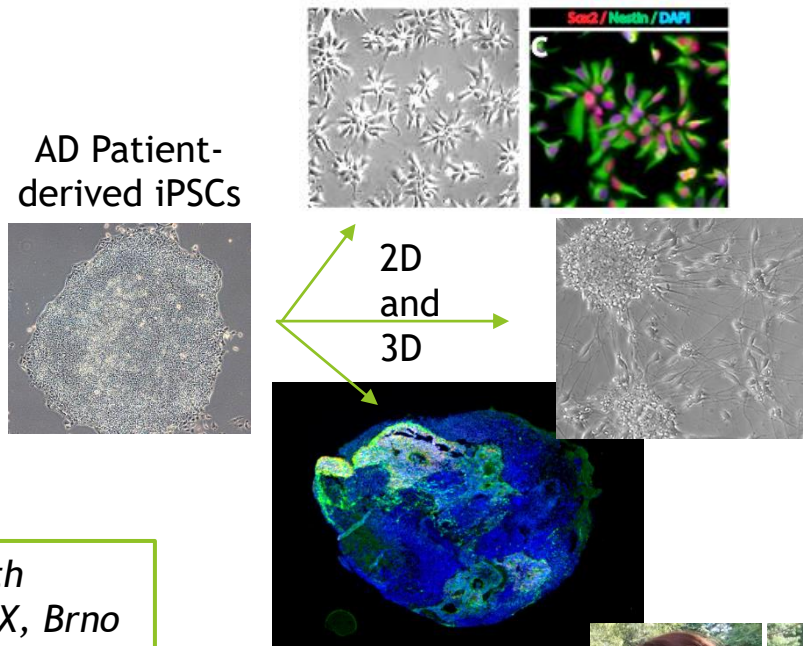 Sox2 / Nestin / DAPI
C
AD Patient-
derived iPSCs
2D
and
3D
X, Brno